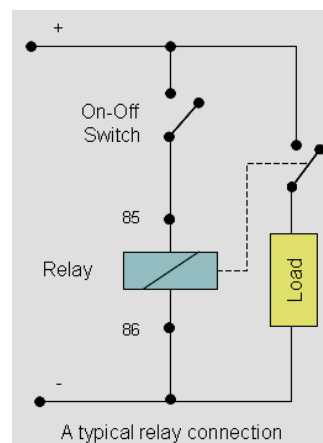 +
On-Off
Switch
85
Relay
Load
86
-
A typical relay connection